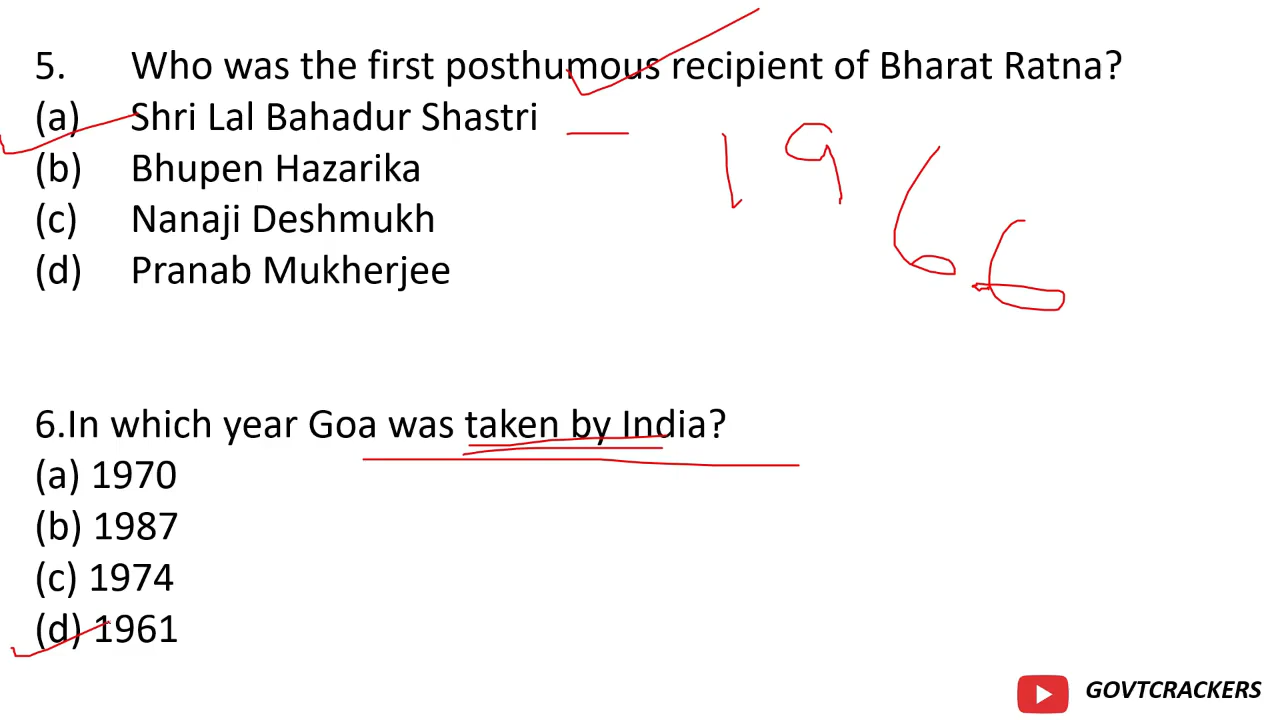 5. Who was the first posthumous recipient of Bharat Ratna?
(a) Shri Lal Bahadur Shastri – 1966
(b) Bhupen Hazarika
(c) Nanaji Deshmukh
(d) Pranab Mukherjee
6.In which year Goa was taken by India?
(a) 1970
(b) 1987
(c) 1974
(d) 1961
GOVTCRACKERS